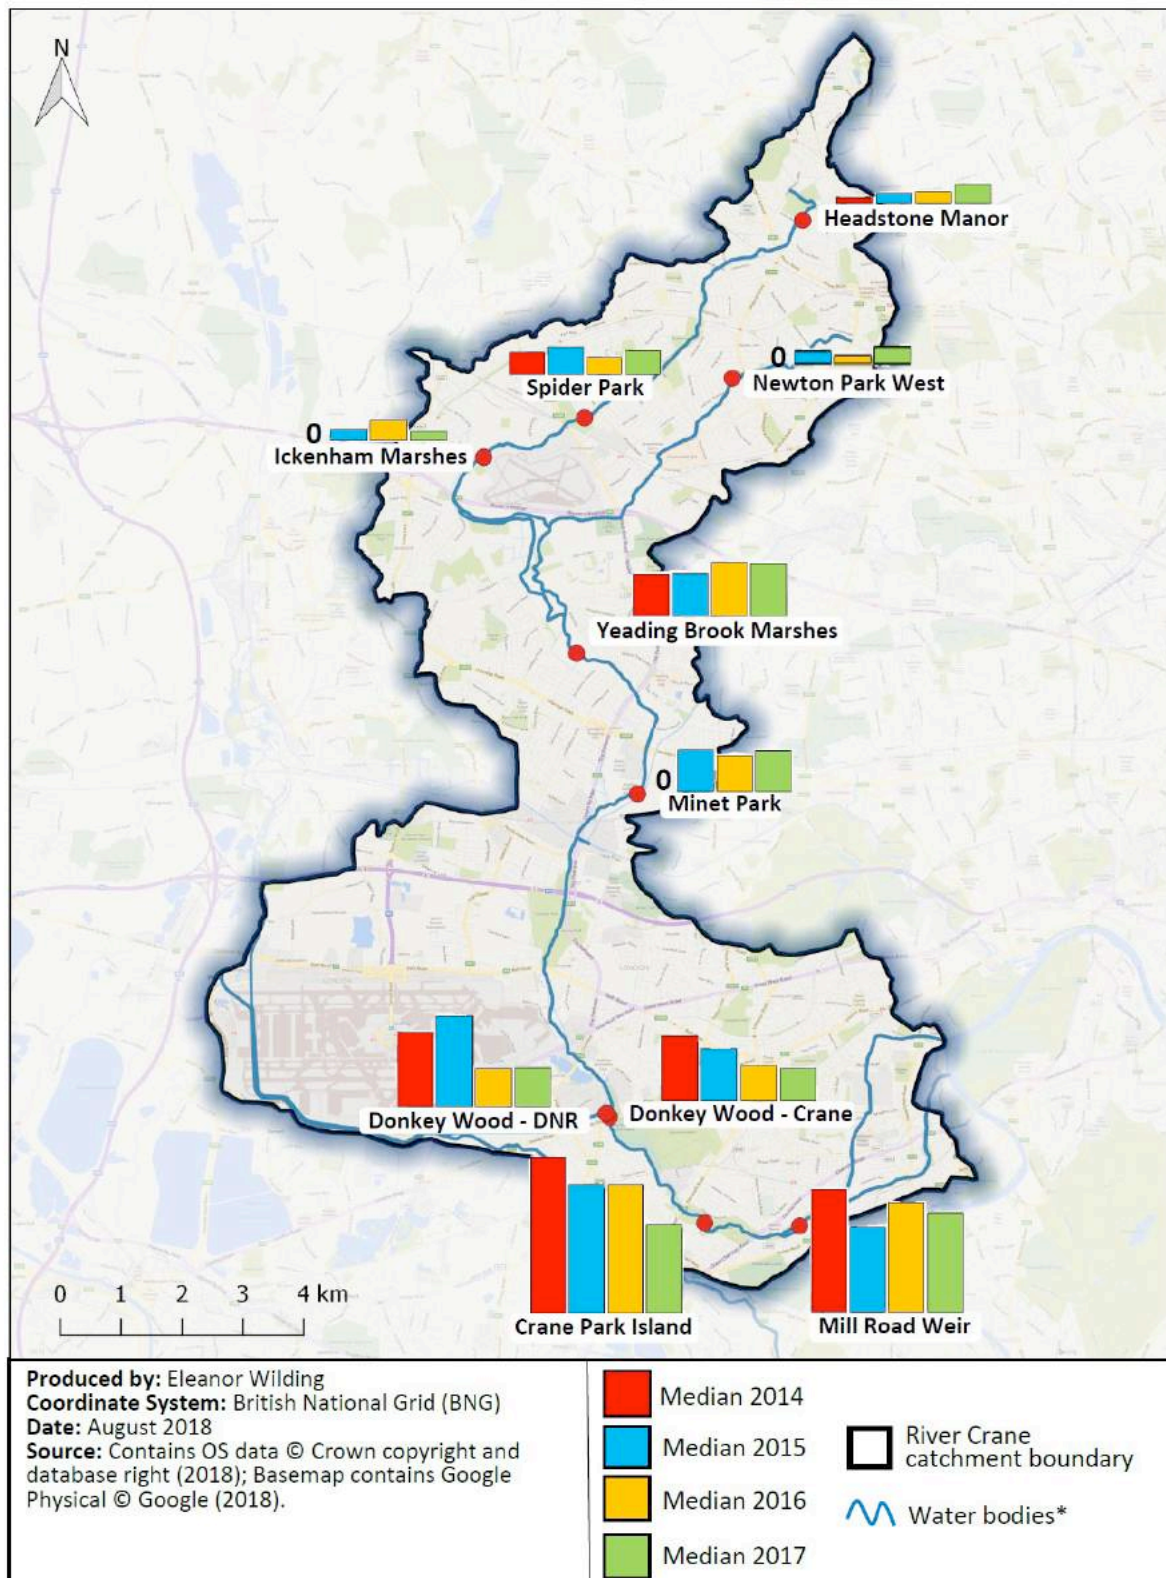 N
Headstone Manor
0
Newton Park West
Spider Park
0
Ickenham Marshes
Yeading Brook Marshes
0
Minet Park
Donkey Wood - DNR
Donkey Wood - Crane
Crane Park Island
Mill Road Weir
0 1 2 3 4 km
Produced by: Eleanor Wilding
Coordinate System: British National Grid (BNG)
Date: August 2018
Source: Contains OS data © Crown copyright and
database right (2018); Basemap contains Google
Physical © Google (2018).
Median 2014
Median 2015
Median 2016
Median 2017
River Crane
catchment boundary
Water bodies*